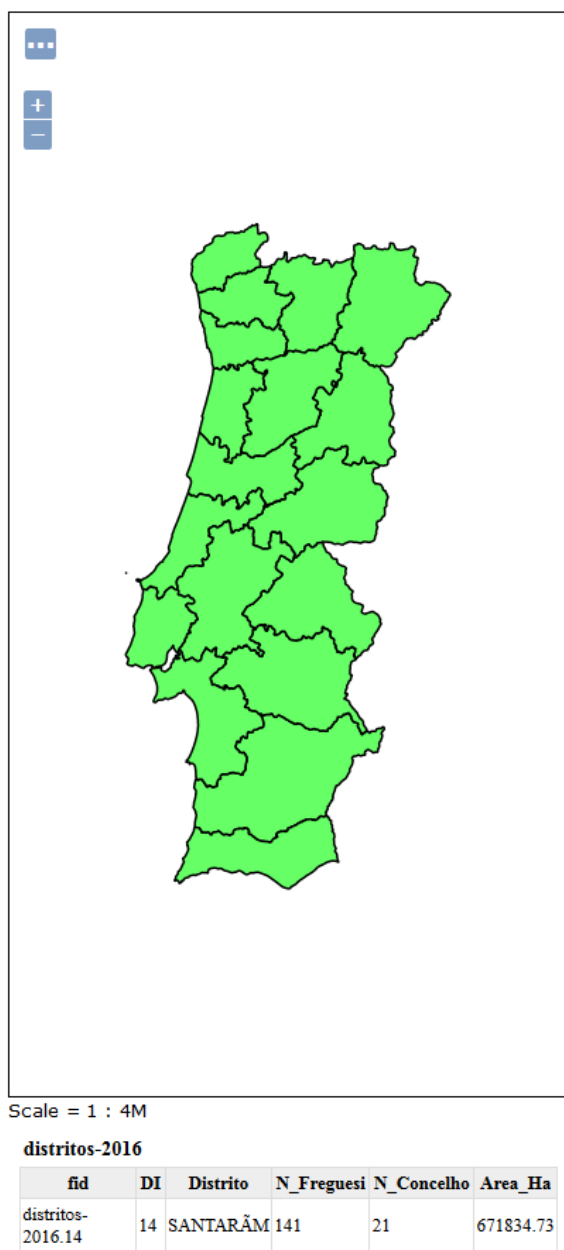 ...
+
−
Scale = 1 : 4M
distritos-2016
fid DI Distrito N_Freguesi N_Concelho Area_Ha
distritos-
2016.14 14 SANTARÃM 141 21 671834.73